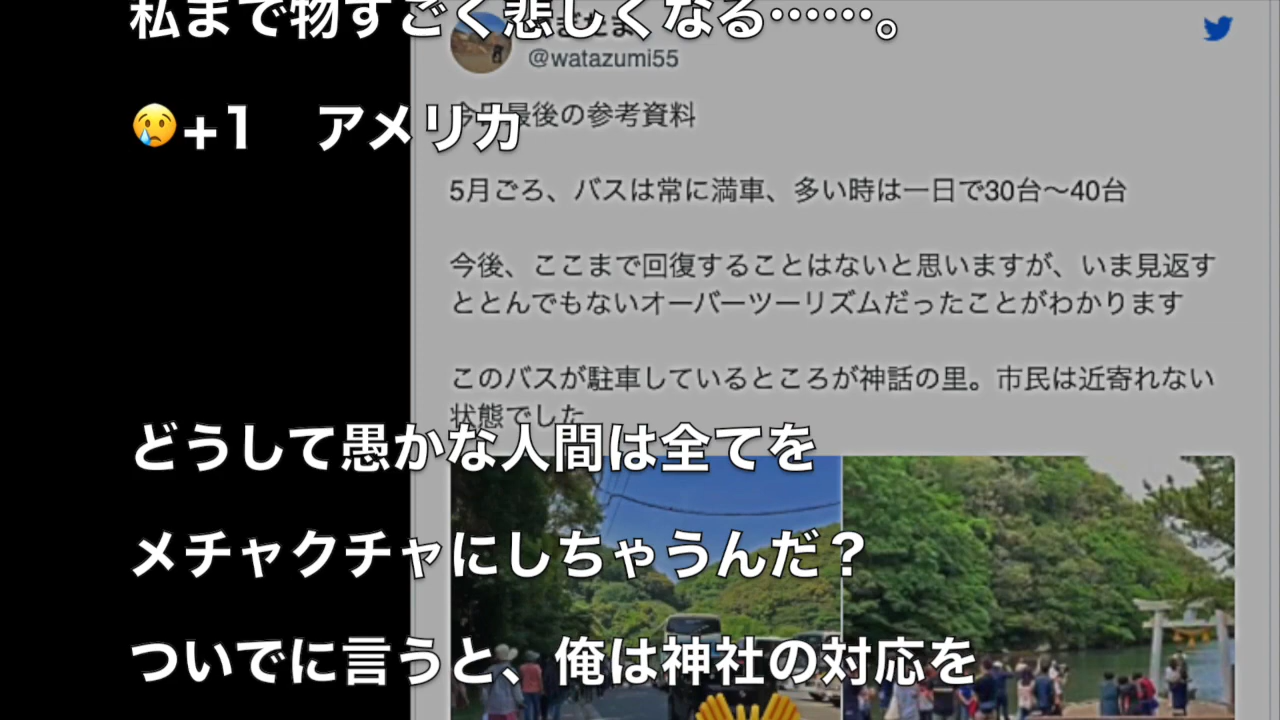 私まで物すごく悲しくなる……。
@watazumi55
😢+1　アメリカ
今日最後の参考資料
5月ごろ、バスは常に満車、多い時は一日で30台〜40台
今後、ここまで回復することはないと思いますが、いま見返す
ととんでもないオーバーツーリズムだったことがわかります
このバスが駐車しているところが神話の里。市民は近寄れない
状態でした
どうして愚かな人間は全てを
メチャクチャにしちゃうんだ？
ついでに言うと、俺は神社の対応を